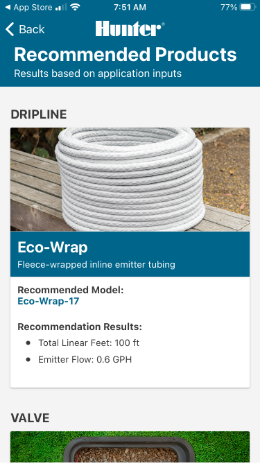 App Store
7:51 AM
77%
Back
Hunter®
Recommended Products
Results based on application inputs
DRIPLINE
Eco-Wrap
Fleece-wrapped inline emitter tubing
Recommended Model:
Eco-Wrap-17
Recommendation Results:
• Total Linear Feet: 100 ft
• Emitter Flow: 0.6 GPH
VALVE